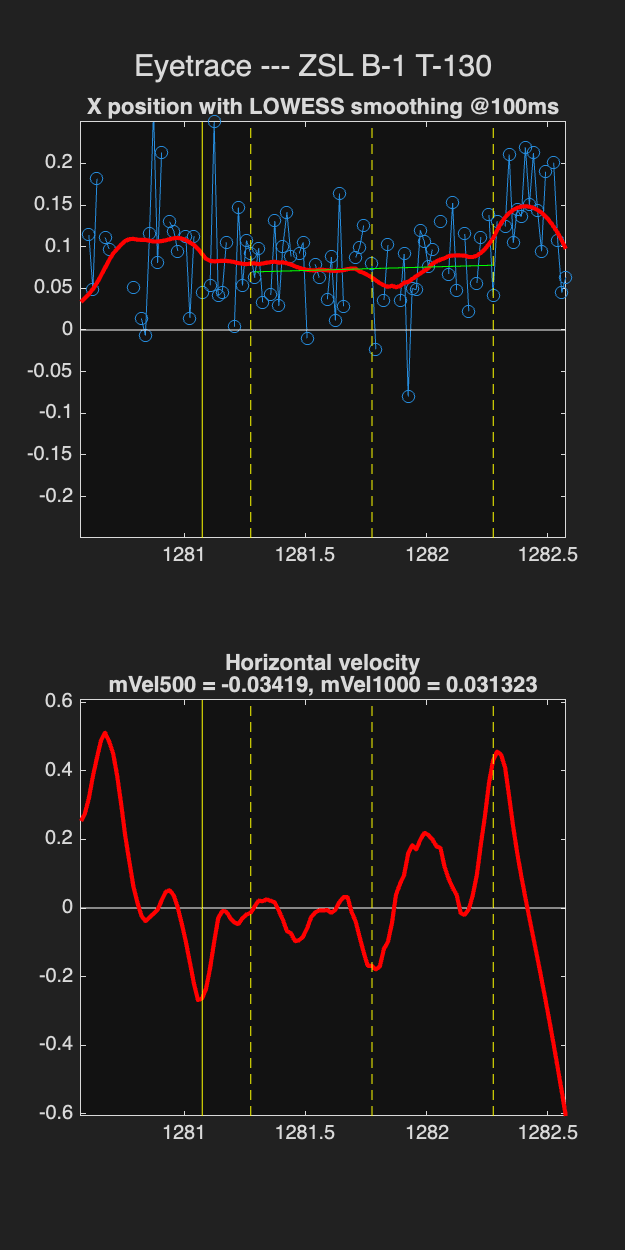 Eyetrace --- ZSL B-1 T-130
X position with LOWESS smoothing @100ms
0.2
0.15
0.1
0.05
0
-0.05
-0.1
-0.15
-0.2
1281 1281.5 1282 1282.5
Horizontal velocity
mVel500 = -0.03419, mVel1000 = 0.031323
0.6
0.4
0.2
0
-0.2
-0.4
-0.6
1281 1281.5 1282 1282.5